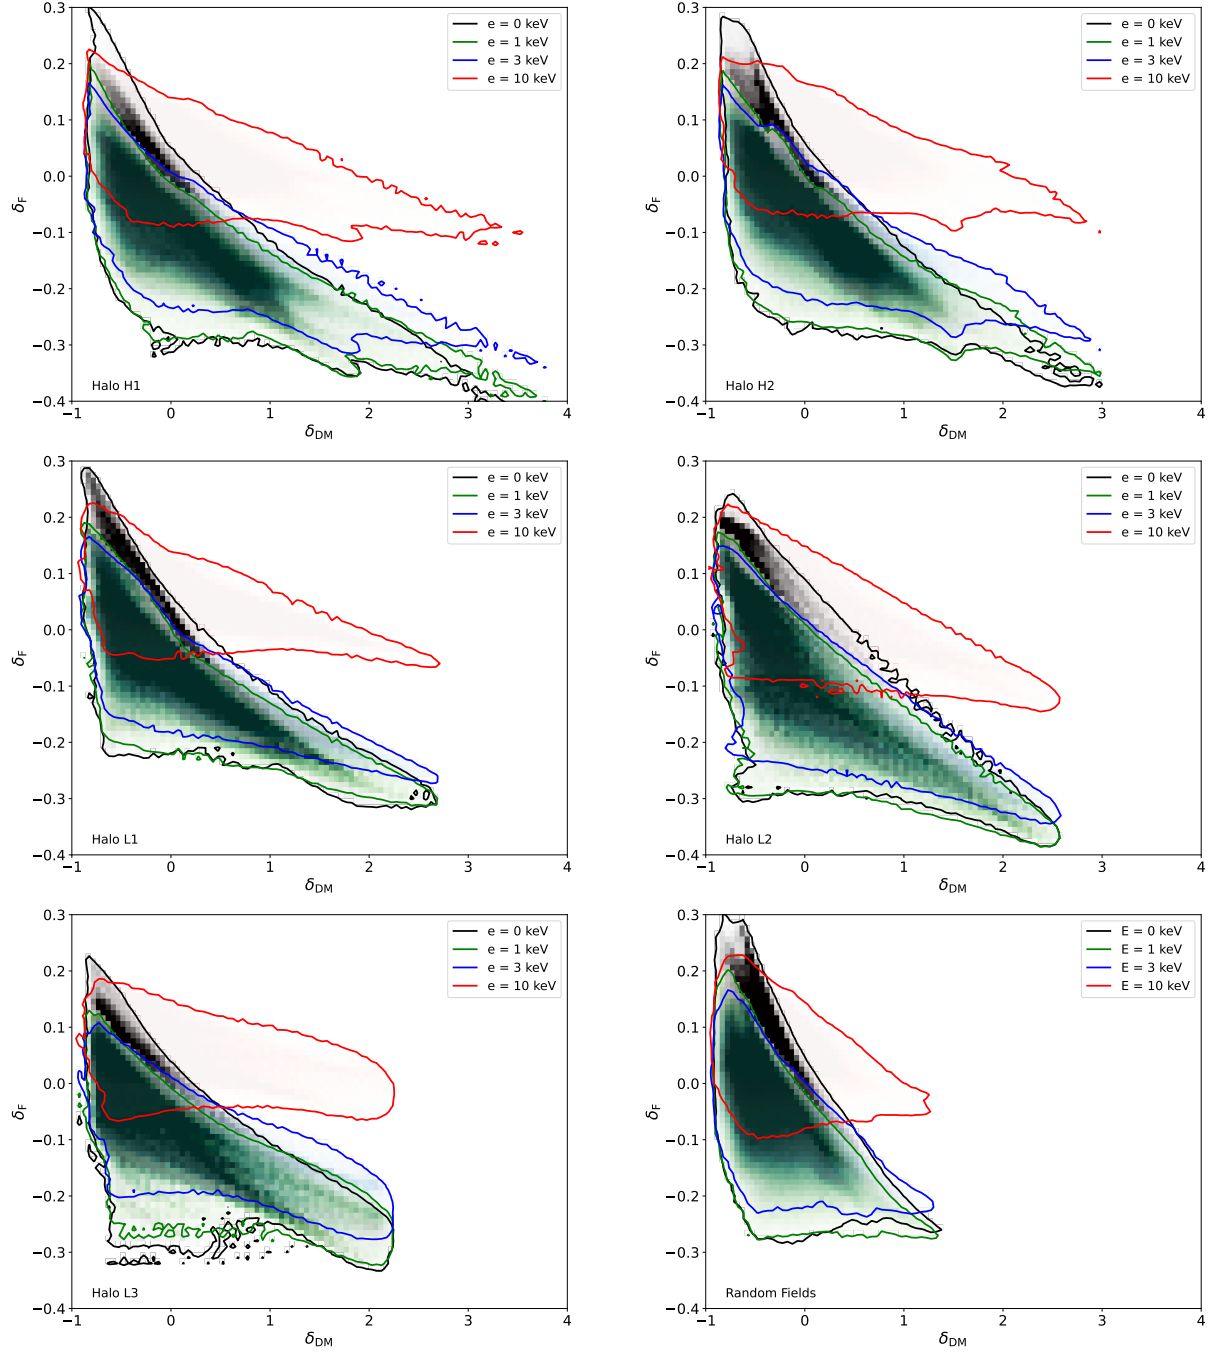 0.3
0.2
0.1
0.0
−0.1
−0.2
−0.3
−0.4
δF
e = 0 keV
e = 1 keV
e = 3 keV
e = 10 keV
Halo H1
−1 0 1 2 3 4
δDM
0.3
0.2
0.1
0.0
−0.1
−0.2
−0.3
−0.4
δF
e = 0 keV
e = 1 keV
e = 3 keV
e = 10 keV
Halo H2
−1 0 1 2 3 4
δDM
0.3
0.2
0.1
0.0
−0.1
−0.2
−0.3
−0.4
δF
e = 0 keV
e = 1 keV
e = 3 keV
e = 10 keV
Halo L1
−1 0 1 2 3 4
δDM
0.3
0.2
0.1
0.0
−0.1
−0.2
−0.3
−0.4
δF
e = 0 keV
e = 1 keV
e = 3 keV
e = 10 keV
Halo L2
−1 0 1 2 3 4
δDM
0.3
0.2
0.1
0.0
−0.1
−0.2
−0.3
−0.4
δF
e = 0 keV
e = 1 keV
e = 3 keV
e = 10 keV
Halo L3
−1 0 1 2 3 4
δDM
0.3
0.2
0.1
0.0
−0.1
−0.2
−0.3
−0.4
δF
E = 0 keV
E = 1 keV
E = 3 keV
E = 10 keV
Random Fields
−1 0 1 2 3 4
δDM